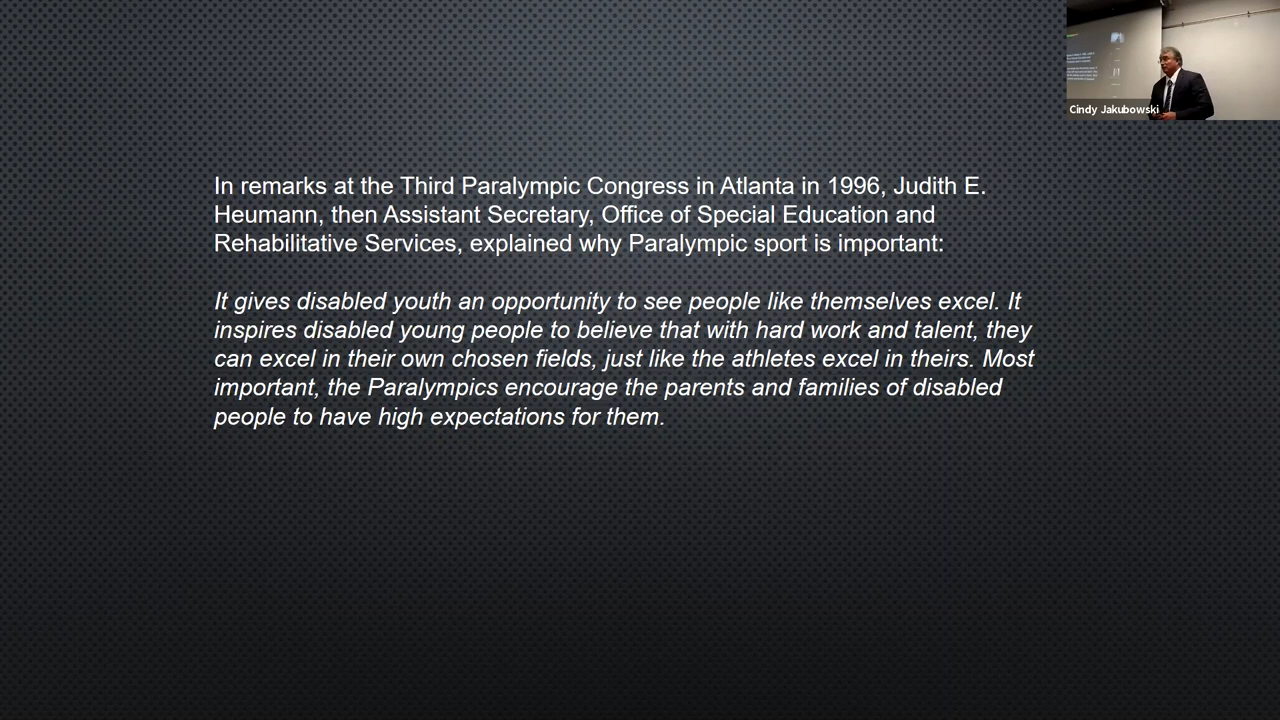 Cindy Jakubowski
In remarks at the Third Paralympic Congress in Atlanta in 1996, Judith E.
Heumann, then Assistant Secretary, Office of Special Education and
Rehabilitative Services, explained why Paralympic sport is important:
It gives disabled youth an opportunity to see people like themselves excel. It
inspires disabled young people to believe that with hard work and talent, they
can excel in their own chosen fields, just like the athletes excel in theirs. Most
important, the Paralympics encourage the parents and families of disabled
people to have high expectations for them.